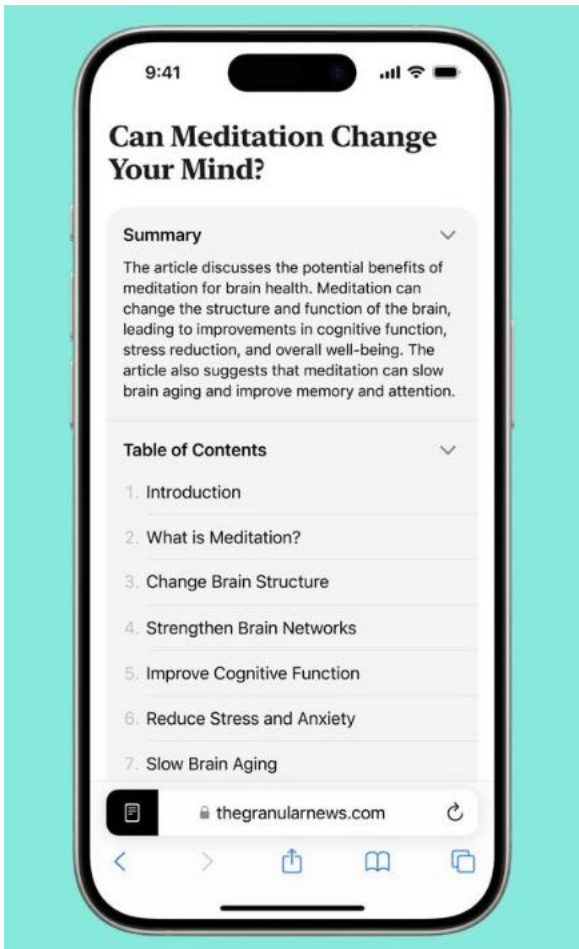 9:41
Can Meditation Change
Your Mind?
Summary
The article discusses the potential benefits of
meditation for brain health. Meditation can
change the structure and function of the brain,
leading to improvements in cognitive function,
stress reduction, and overall well-being. The
article also suggests that meditation can slow
brain aging and improve memory and attention.
Table of Contents
1. Introduction
2. What is Meditation?
3. Change Brain Structure
4. Strengthen Brain Networks
5. Improve Cognitive Function
6. Reduce Stress and Anxiety
7. Slow Brain Aging
thegranularnews.com